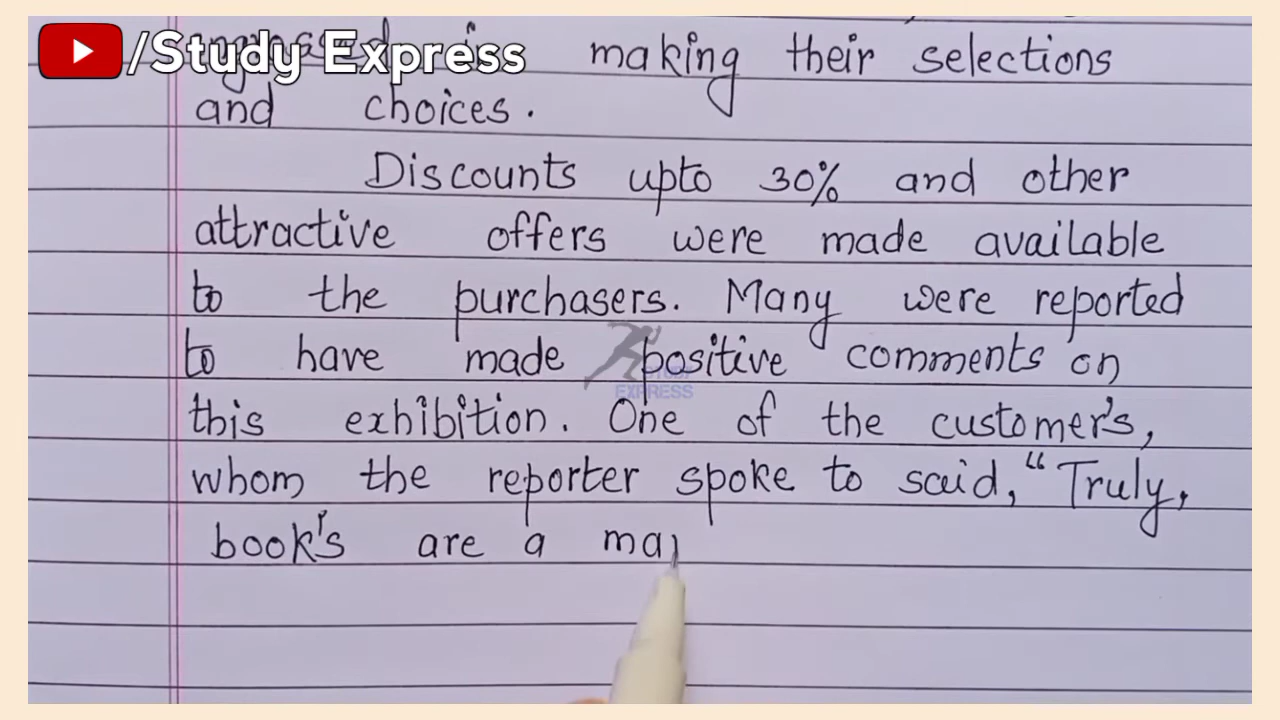 /Study Express
making their selections
and choices.
Discounts upto 30% and other
attractive offers were made available
to the purchasers. Many were reported
to have made positive comments on
this exhibition. One of the customer's,
whom the reporter spoke to said, "Truly,
book's are a ma
EXPRESS